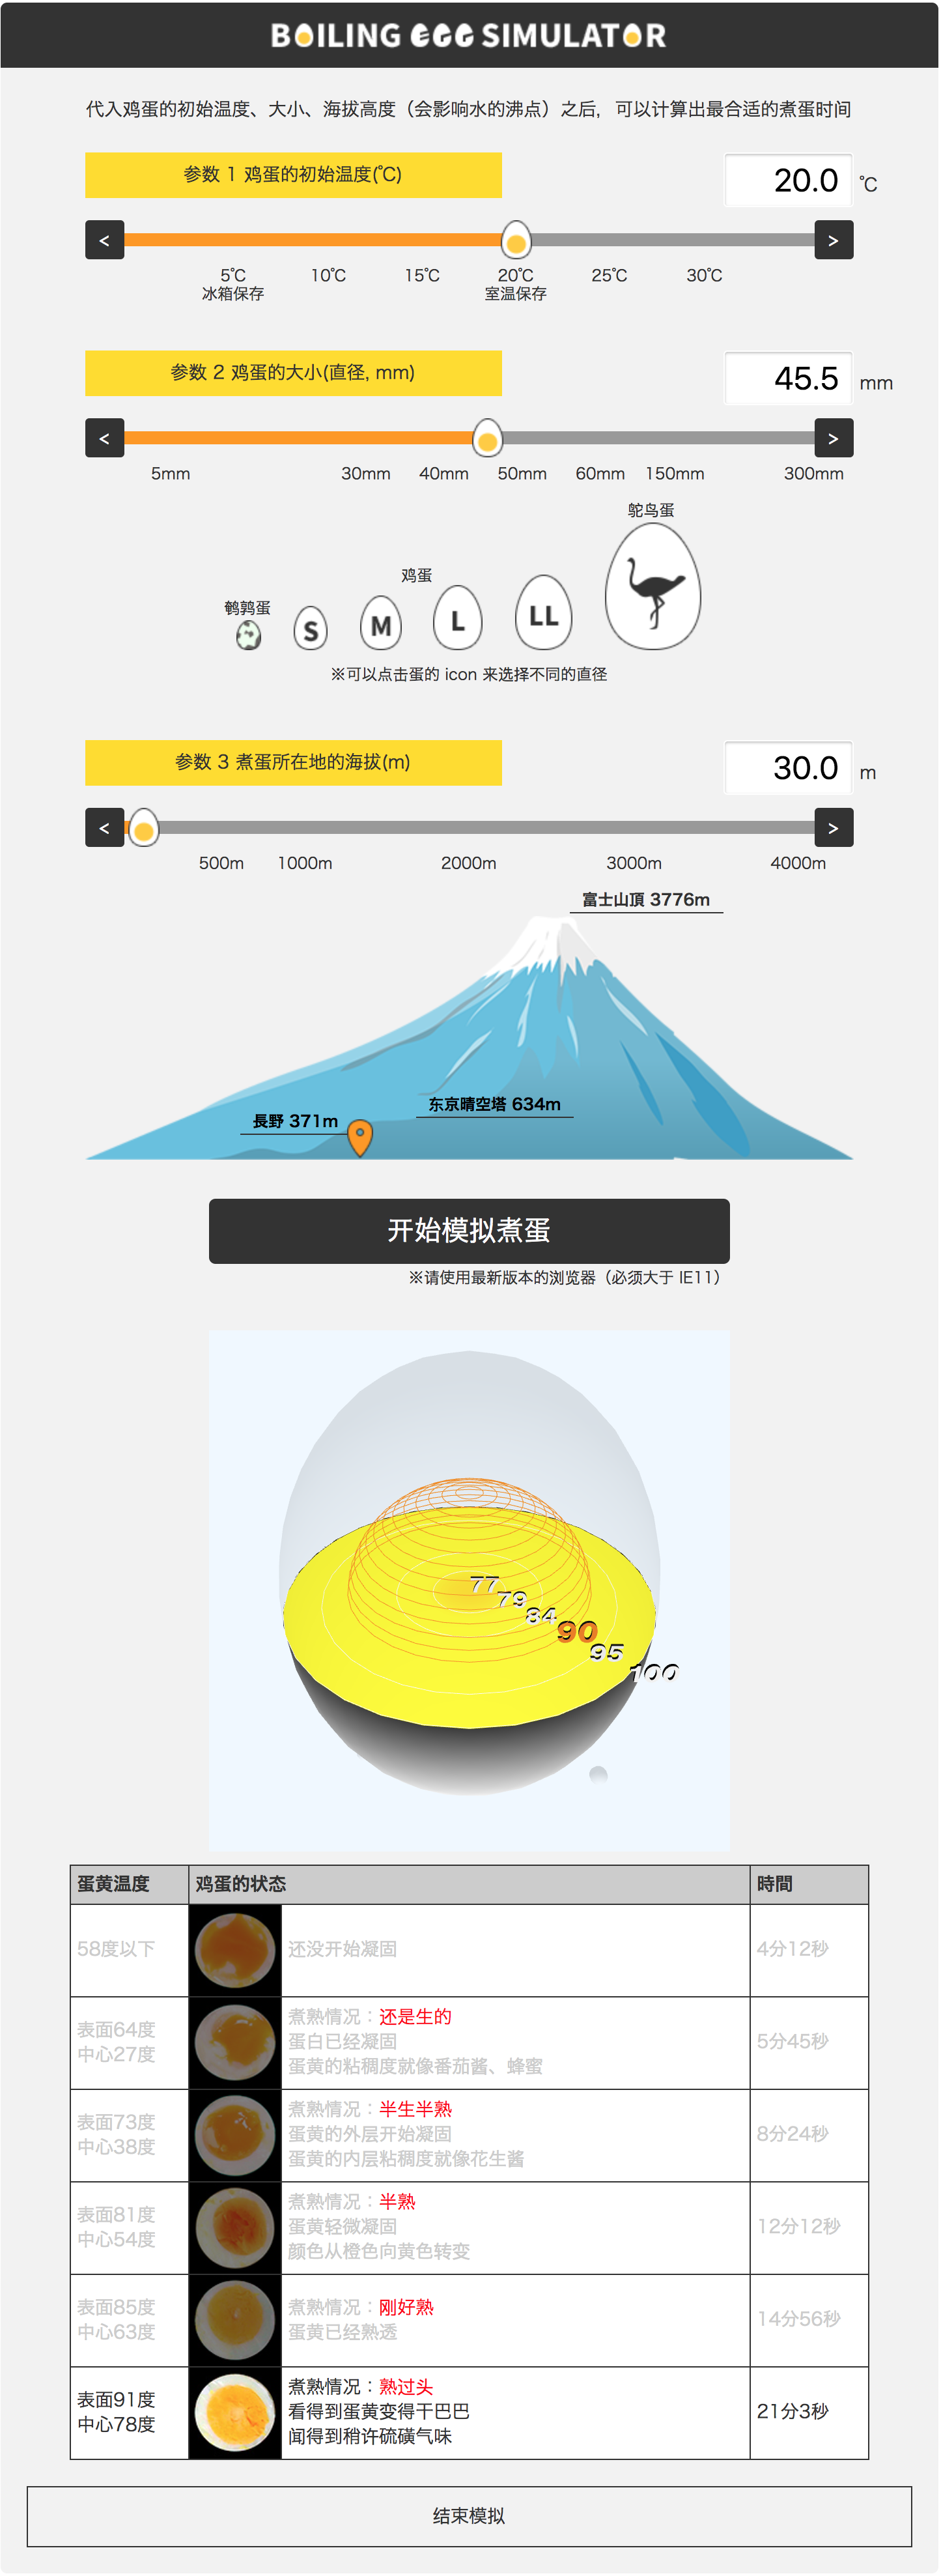 BOILING EGG SIMULATOR
代入鸡蛋的初始温度、大小、海拔高度（会影响水的沸点）之后，可以计算出最合适的煮蛋时间
参数 1 鸡蛋的初始温度(℃)
20.0 ℃
< >
5℃ 10℃ 15℃ 20℃ 25℃ 30℃
冰箱保存 室温保存
参数 2 鸡蛋的大小(直径, mm)
45.5 mm
< >
5mm 30mm 40mm 50mm 60mm 150mm 300mm
鸵鸟蛋
鸡蛋
鹌鹑蛋
S M L LL
※可以点击蛋的 icon 来选择不同的直径
参数 3 煮蛋所在地的海拔(m)
30.0 m
< >
500m 1000m 2000m 3000m 4000m
富士山頂 3776m
东京晴空塔 634m
長野 371m
开始模拟煮蛋
※请使用最新版本的浏览器（必须大于 IE11）
77
79
84
90
95
100
蛋黄温度 鸡蛋的状态 時間
58度以下 还没开始凝固 4分12秒
表面64度
中心27度
煮熟情况：还是生的
蛋白已经凝固
蛋黄的粘稠度就像番茄酱、蜂蜜
5分45秒
表面73度
中心38度
煮熟情况：半生半熟
蛋黄的外层开始凝固
蛋黄的内层粘稠度就像花生酱
8分24秒
表面81度
中心54度
煮熟情况：半熟
蛋黄轻微凝固
颜色从橙色向黄色转变
12分12秒
表面85度
中心63度
煮熟情况：刚好熟
蛋黄已经熟透
14分56秒
表面91度
中心78度
煮熟情况：熟过头
看得到蛋黄变得干巴巴
闻得到稍许硫磺气味
21分3秒
结束模拟